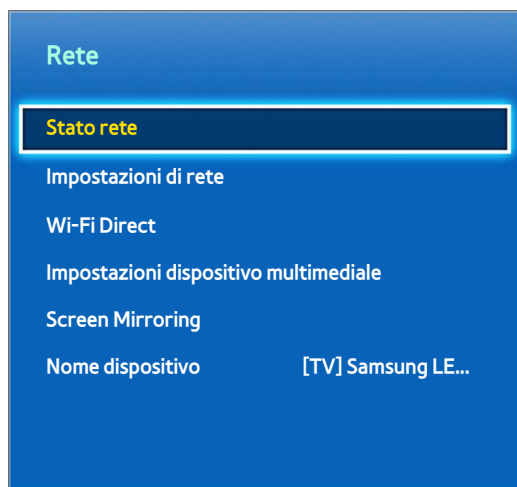 Rete
Stato rete
Impostazioni di rete
Wi-Fi Direct
Impostazioni dispositivo multimediale
Screen Mirroring
Nome dispositivo [TV] Samsung LE...